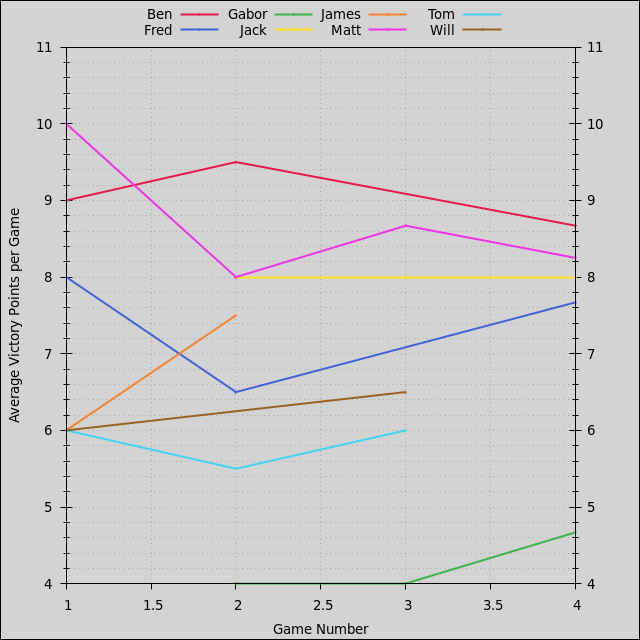 Ben Gabor James Tom
Fred Jack Matt Will
11 11
10 10
9 9
8 8
7 7
6 6
5 5
4 4
Average Victory Points per Game
1 1.5 2 2.5 3 3.5 4
Game Number